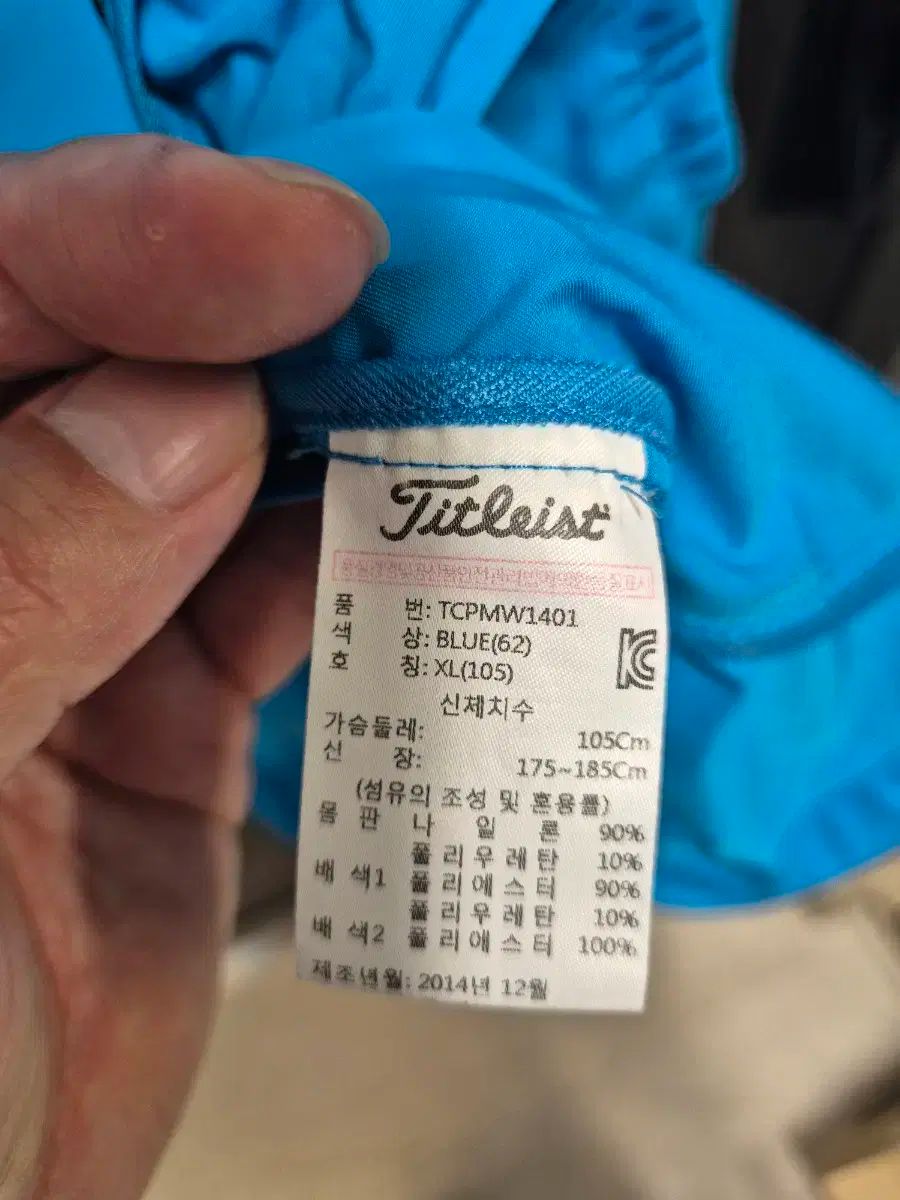 Titleist
품 번: TCPMW1401
색 상: BLUE(62)
호 칭: XL(105)
신체치수
가슴둘레: 105Cm
신 장: 175~185Cm
(섬유의 조성 및 혼용률)
몸 판 나 일 론 90%
폴리우레탄 10%
배 색1 폴리에스터 90%
폴리우레탄 10%
배 색2 폴리에스터 100%
제조년월: 2014년 12월